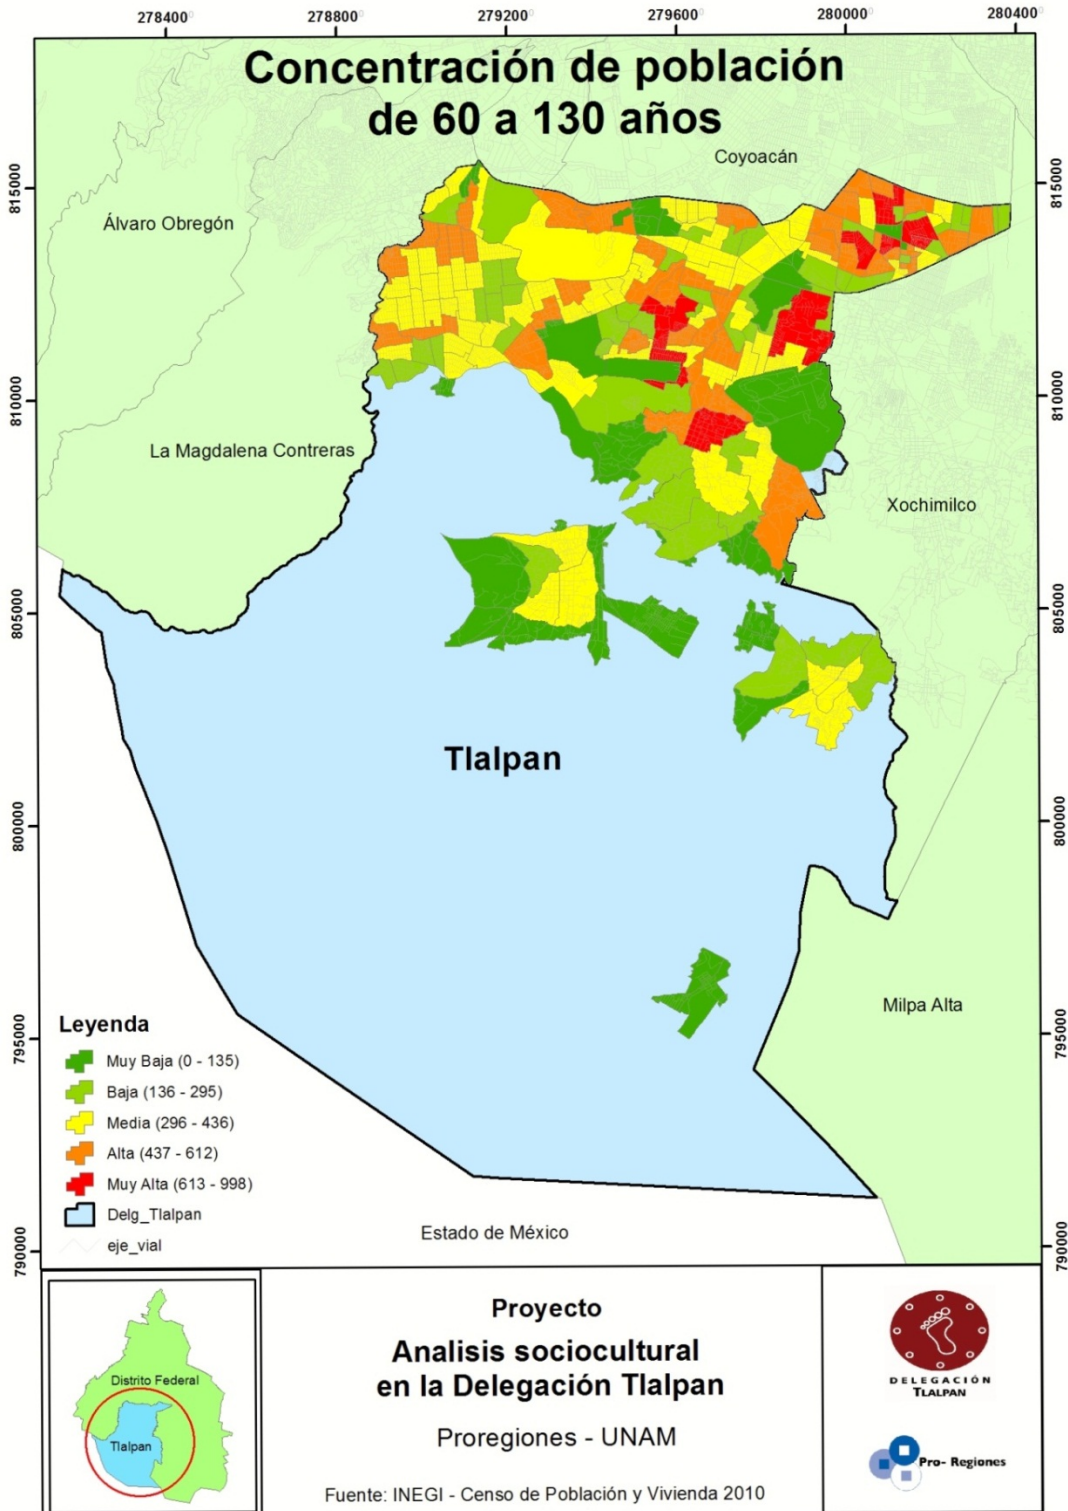 278400
278800
279200
279600
280000
280400
Concentración de población
de 60 a 130 años
Coyoacán
815000
815000
Álvaro Obregón
810000
810000
La Magdalena Contreras
Xochimilco
805000
805000
Tlalpan
800000
800000
Milpa Alta
795000
795000
Leyenda
Muy Baja (0 - 135)
Baja (136 - 295)
Media (296 - 436)
Alta (437 - 612)
Muy Alta (613 - 998)
Delg_Tlalpan
eje_vial
Estado de México
790000
790000
Distrito Federal
Tlalpan
Proyecto
Analisis sociocultural
en la Delegación Tlalpan
Proregiones - UNAM
Fuente: INEGI - Censo de Población y Vivienda 2010
DELEGACIÓN
TLALPAN
Pro- Regiones